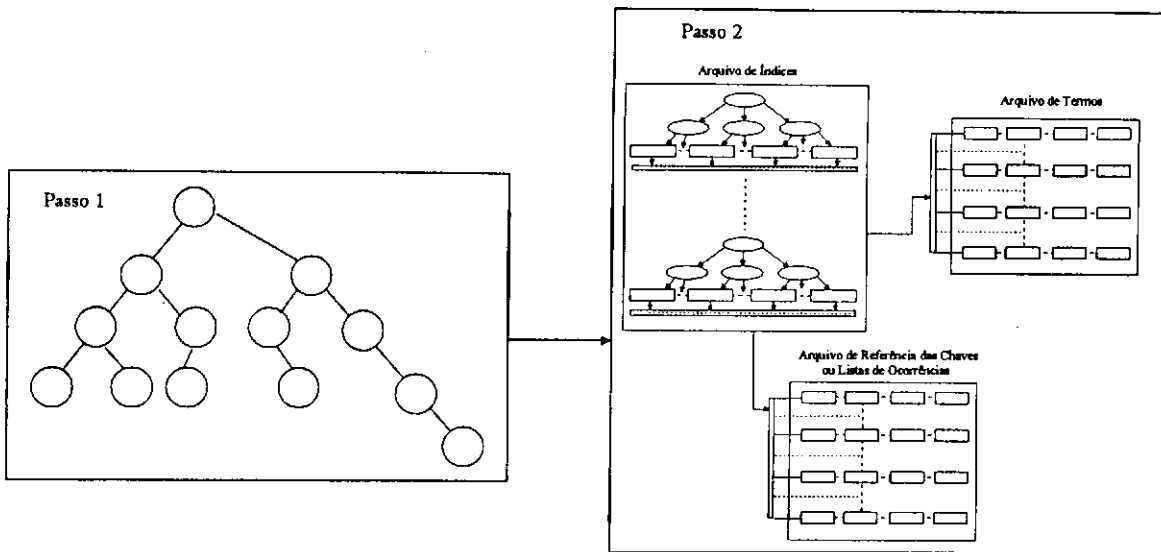 Passo 1
Passo 2
Arquivo de Índices
Arquivo de Termos
Arquivo de Referência das Chaves
ou Listas de Ocorrências